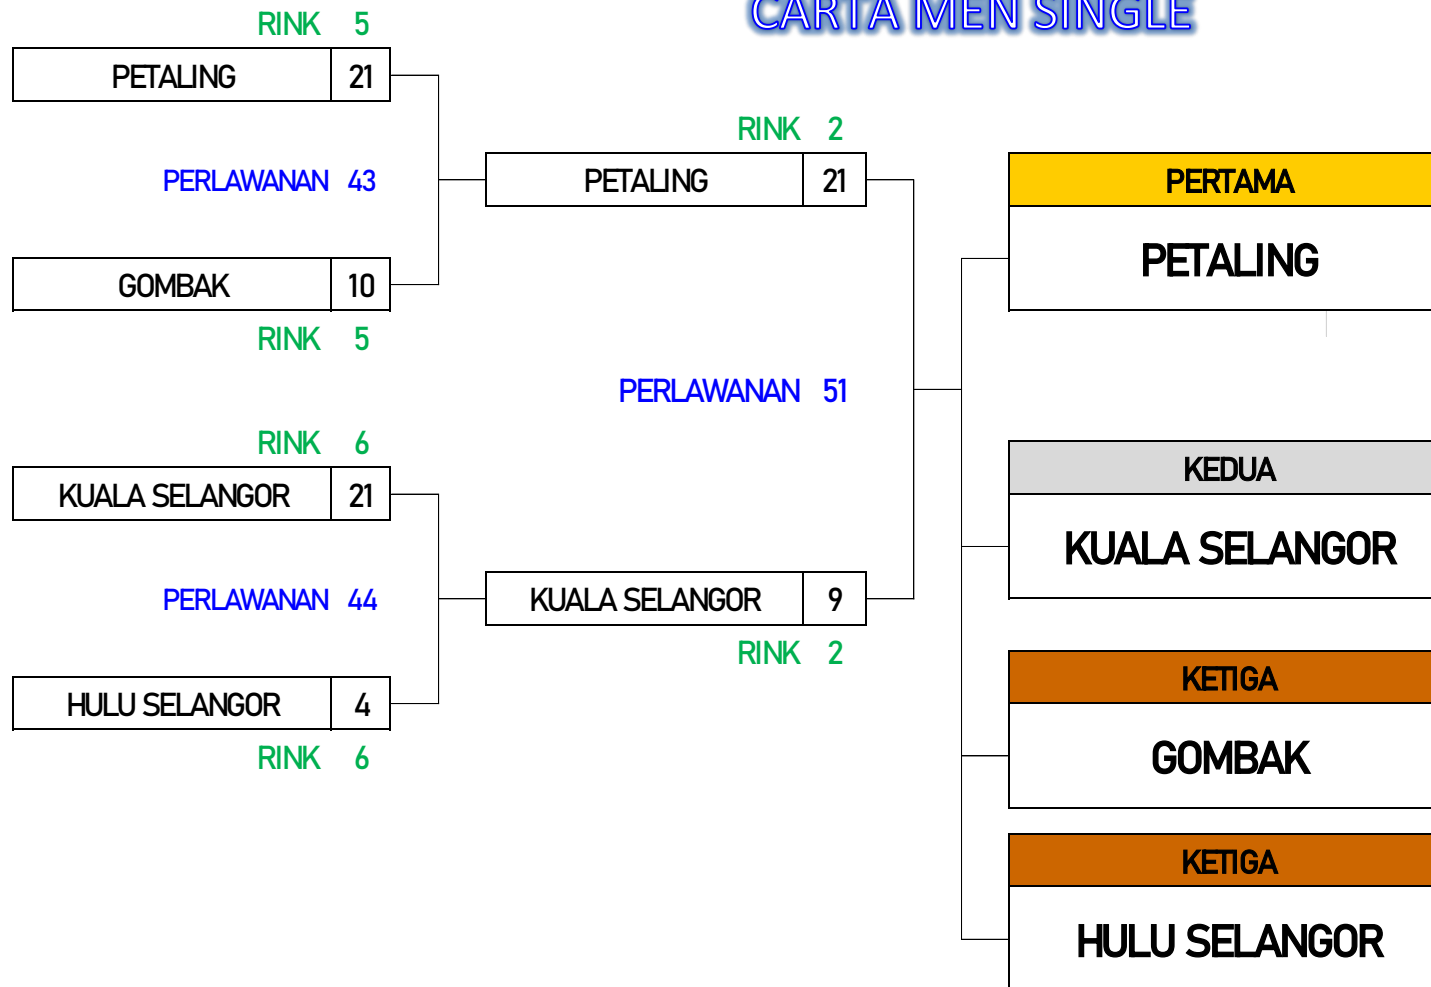 CARTA MEN SINGLE
RINK 5
PETALING 21
PERLAWANAN 43
GOMBAK 10
RINK 5
RINK 6
KUALA SELANGOR 21
PERLAWANAN 44
HULU SELANGOR 4
RINK 6
RINK 2
PETALING 21
PERLAWANAN 51
KUALA SELANGOR 9
RINK 2
PERTAMA
PETALING
KEDUA
KUALA SELANGOR
KETIGA
GOMBAK
KETIGA
HULU SELANGOR